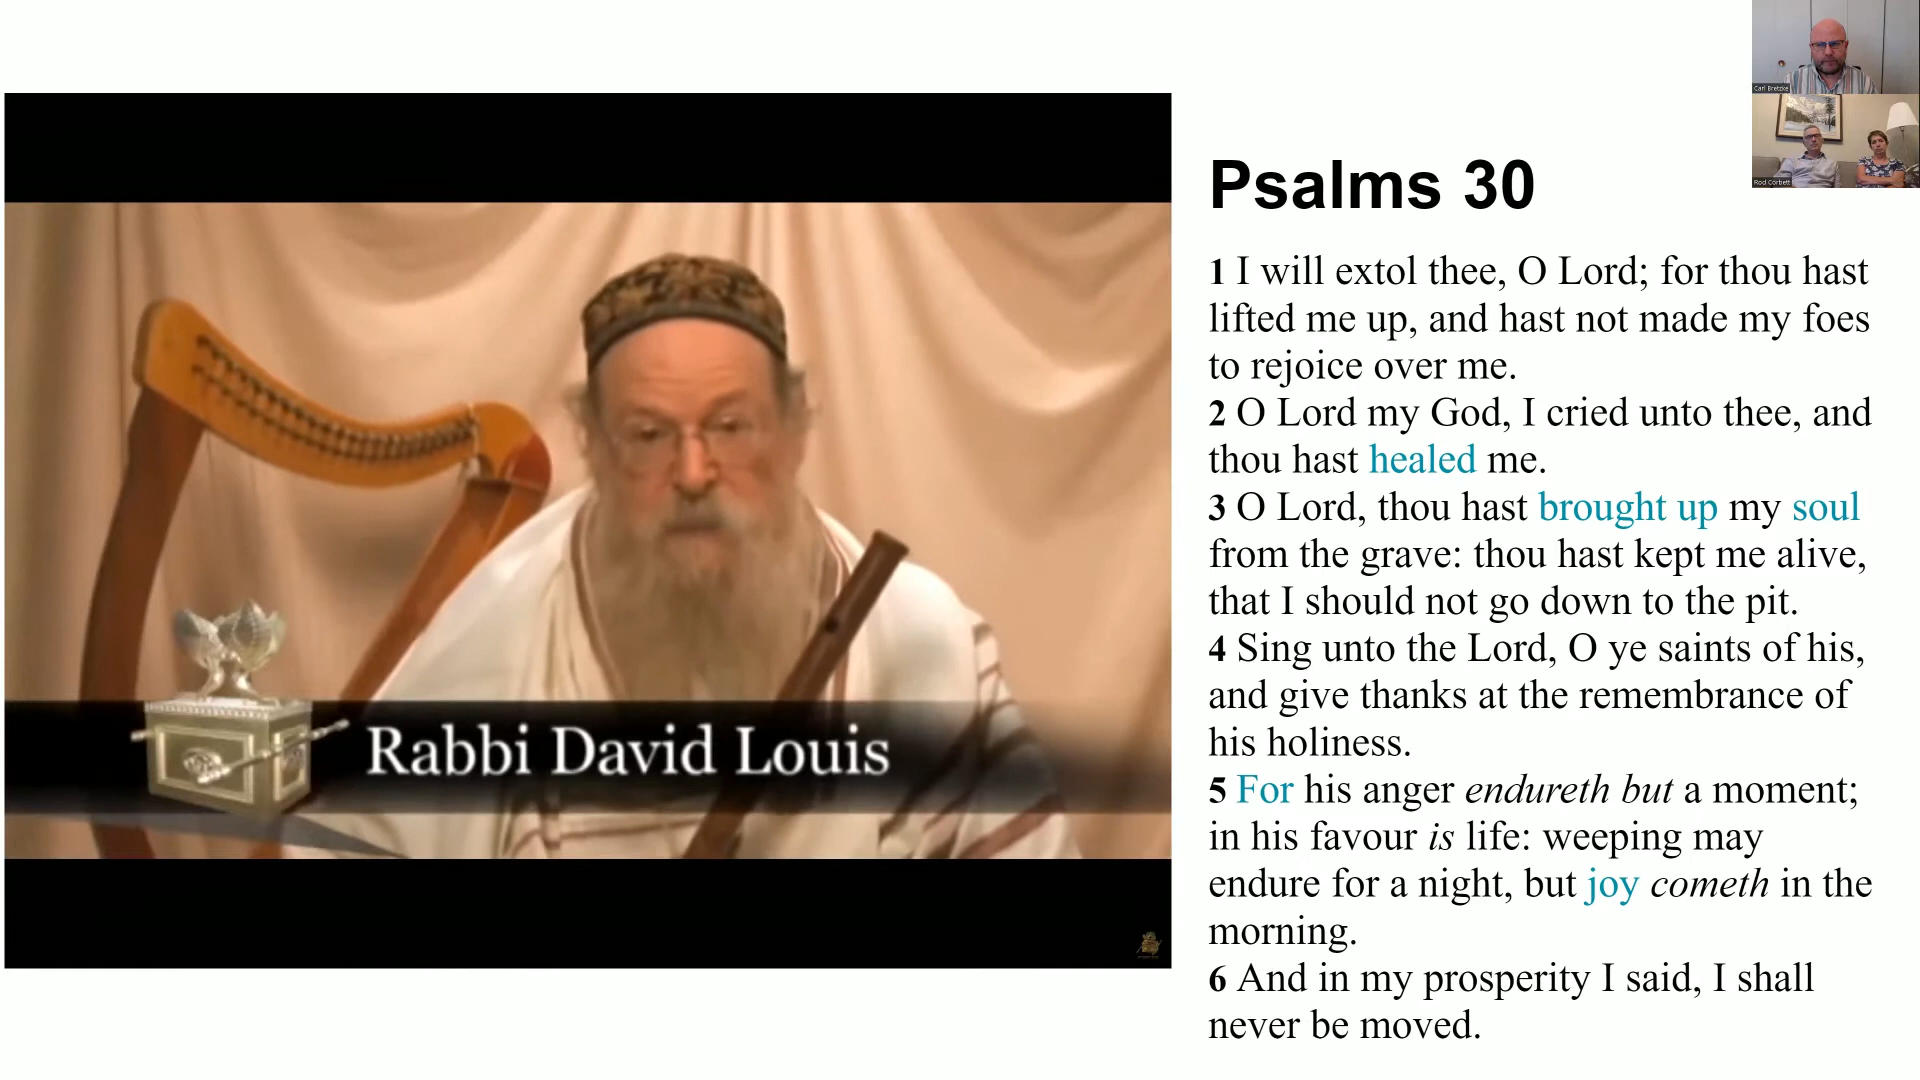 Carl Bretzke
Rod Corbett
Rabbi David Louis
Psalms 30
1 I will extol thee, O Lord; for thou hast
lifted me up, and hast not made my foes
to rejoice over me.
2 O Lord my God, I cried unto thee, and
thou hast healed me.
3 O Lord, thou hast brought up my soul
from the grave: thou hast kept me alive,
that I should not go down to the pit.
4 Sing unto the Lord, O ye saints of his,
and give thanks at the remembrance of
his holiness.
5 For his anger endureth but a moment;
in his favour is life: weeping may
endure for a night, but joy cometh in the
morning.
6 And in my prosperity I said, I shall
never be moved.